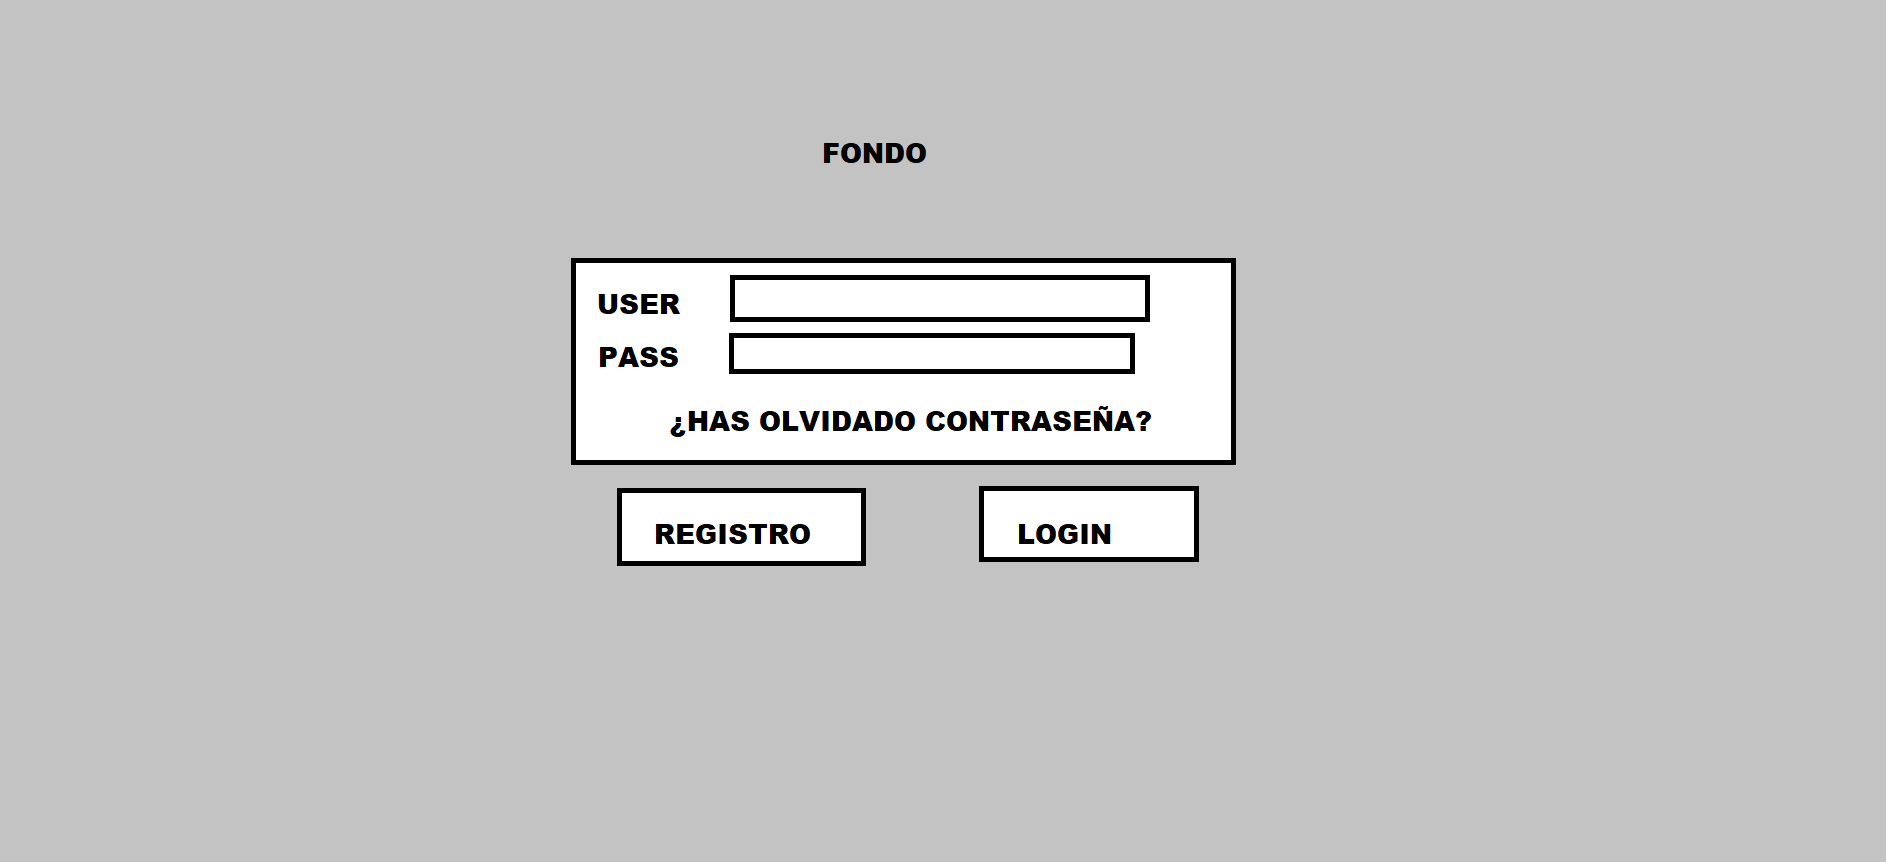 FONDO
USER
PASS
¿HAS OLVIDADO CONTRASEÑA?
REGISTRO
LOGIN